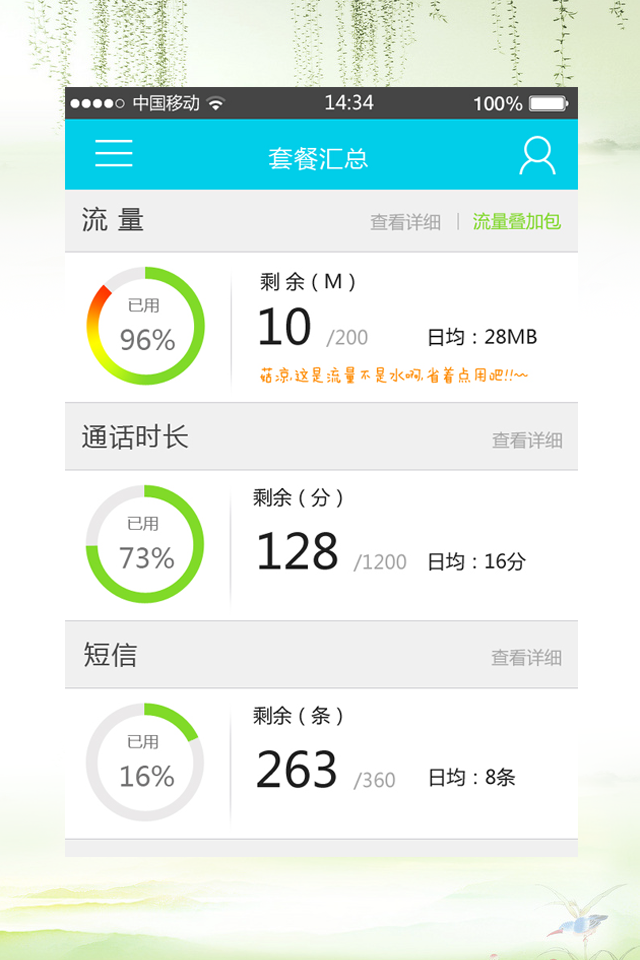 中国移动 14:34 100%
套餐汇总
流 量 查看详细 | 流量叠加包
已用
96%
剩 余 ( M )
10 /200 日均：28MB
菇凉,这是流量不是水啊,省着点用吧!!~~
通话时长 查看详细
已用
73%
剩余 ( 分 )
128 /1200 日均：16分
短信 查看详细
已用
16%
剩余 ( 条 )
263 /360 日均：8条